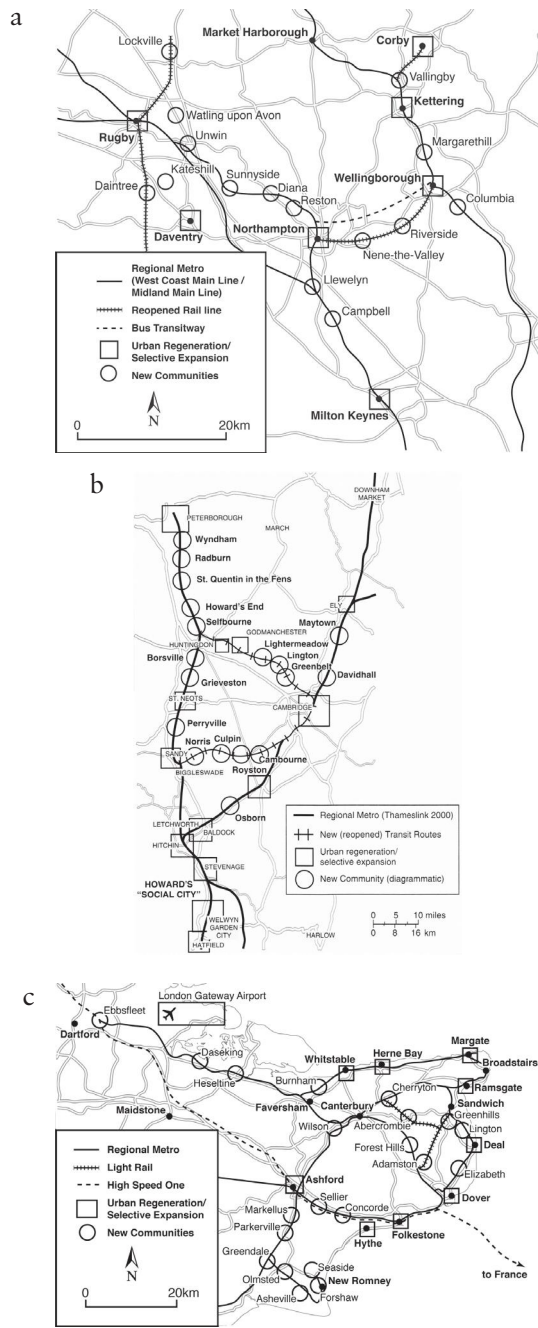 a
Lockville
Market Harborough
Corby
Vallingby
Kettering
Watling upon Avon
Rugby
Unwin
Margarethill
Kateshill
Sunnyside
Diana
Wellingborough
Daintree
Reston
Columbia
Daventry
Northampton
Riverside
Nene-the-Valley
Llewelyn
Campbell
Milton Keynes
Regional Metro
(West Coast Main Line /
Midland Main Line)
Reopened Rail line
Bus Transitway
Urban Regeneration/
Selective Expansion
New Communities
N
0 20km
b
DOWNHAM
MARKET
PETERBOROUGH
MARCH
Wyndham
Radburn
St. Quentin in the Fens
ELY
Howard's End
Maytown
Selfbourne
GODMANCHESTER
HUNTINGDON
Lightermeadow
Borsville
Lington
Greenbelt
Davidhall
Grieveston
ST. NEOTS
CAMBRIDGE
Perryville
Culpin
Norris
SANDY
Cambourne
BIGGLESWADE
Royston
Osborn
LETCHWORTH
BALDOCK
HITCHIN
STEVENAGE
HOWARD'S
"SOCIAL CITY"
WELWYN
GARDEN
CITY
HATFIELD
HARLOW
Regional Metro (Thameslink 2000)
New (reopened) Transit Routes
Urban regeneration/
selective expansion
New Community (diagrammatic)
0 5 10 miles
0 8 16 km
c
London Gateway Airport
Ebbsfleet
Dartford
Margate
Herne Bay
Whitstable
Broadstairs
Daseking
Heseltine
Burnham
Cherryton
Ramsgate
Sandwich
Faversham
Canterbury
Greenhills
Maidstone
Wilson
Abercrombie
Lington
Forest Hills
Deal
Adamston
Elizabeth
Ashford
Sellier
Dover
Markellus
Concorde
Parkerville
Folkestone
Hythe
Greendale
Seaside
to France
Olmsted
New Romney
Asheville
Forshaw
Regional Metro
Light Rail
High Speed One
Urban Regeneration/
Selective Expansion
New Communities
N
0 20km